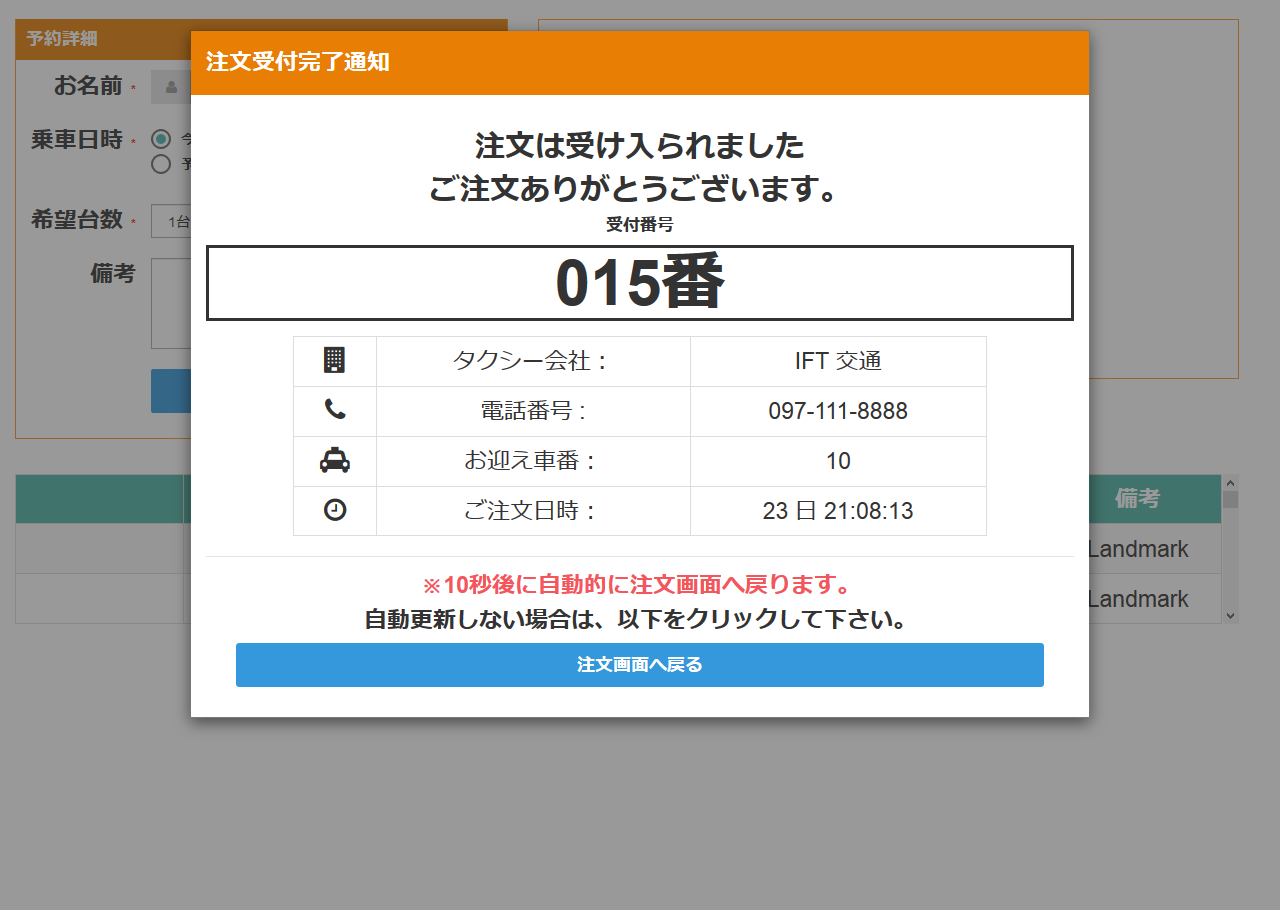 予約詳細
注文受付完了通知
お名前 *
乗車日時 *
希望台数 *
1台
備考
注文は受け入れました
ご注文ありがとうございます。
受付番号
015番
タクシー会社： IFT 交通
電話番号： 097-111-8888
お迎え車番： 10
ご注文日時： 23 日 21:08:13
備考
Landmark
Landmark
※10秒後に自動的に注文画面へ戻ります。
自動更新しない場合は、以下をクリックして下さい。
注文画面へ戻る